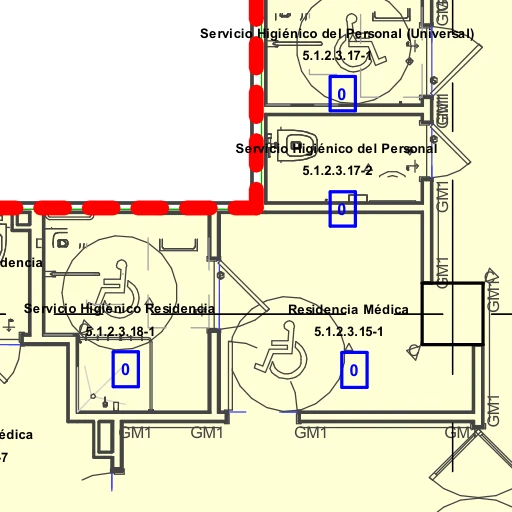 Servicio Higiénico del Personal (Universal)
5.1.2.3.17-1
0
GM1
Servicio Higiénico del Personal
5.1.2.3.17-2
0
GM1
GM1
dencia
Servicio Higiénico Residencia
5.1.2.3.18-1
0
Residencia Médica
5.1.2.3.15-1
0
GM1
GM1
édica
-7
GM1
GM1
GM1
GM1